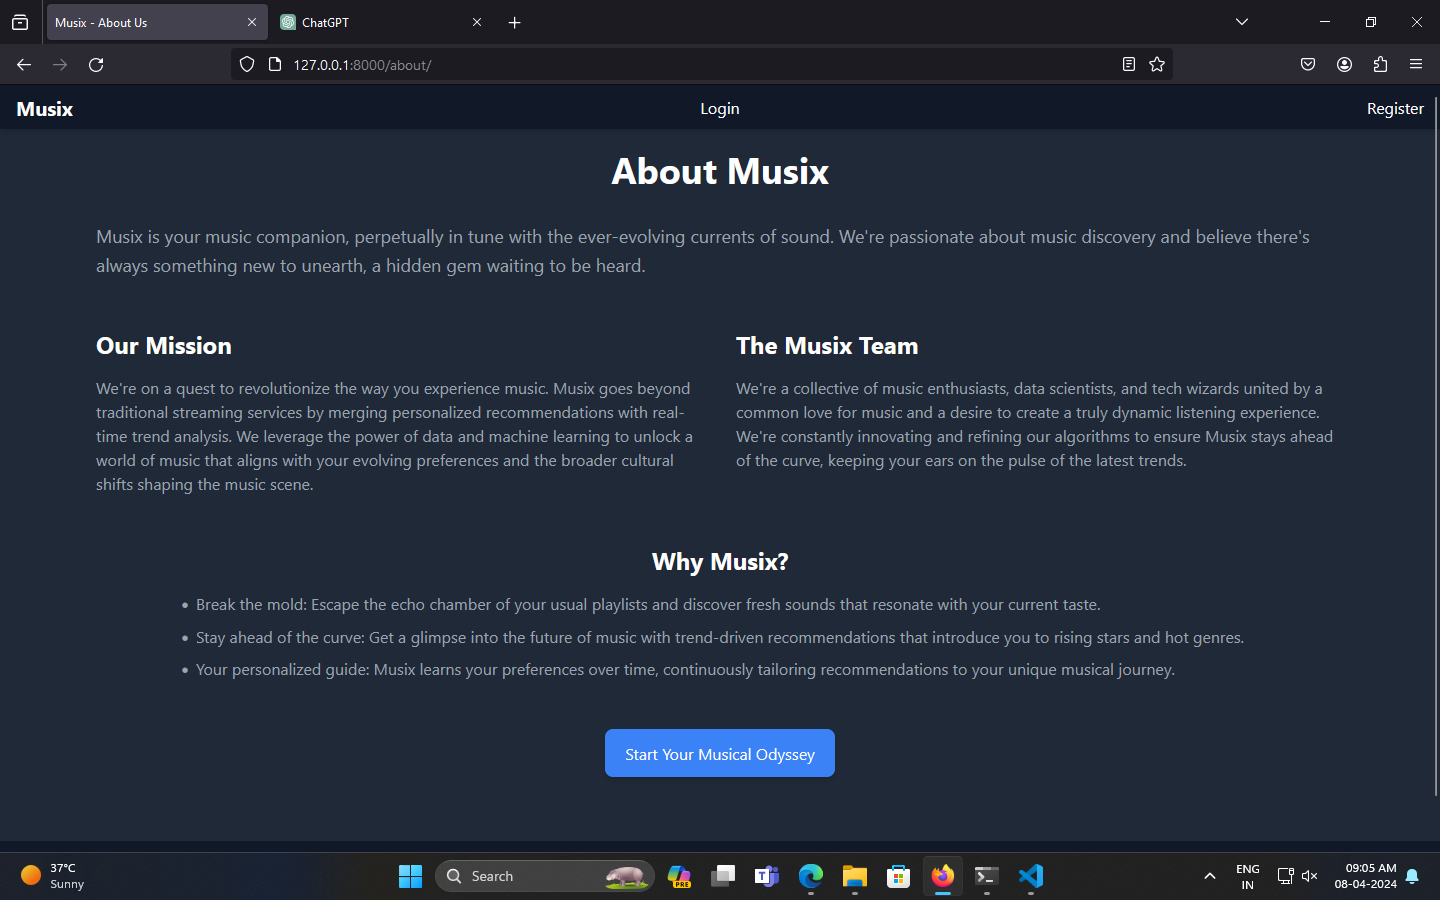 Musix - About Us
ChatGPT
127.0.0.1:8000/about/
Musix
Login
Register
About Musix
Musix is your music companion, perpetually in tune with the ever-evolving currents of sound. We're passionate about music discovery and believe there's
always something new to unearth, a hidden gem waiting to be heard.
Our Mission
We're on a quest to revolutionize the way you experience music. Musix goes beyond
traditional streaming services by merging personalized recommendations with real-
time trend analysis. We leverage the power of data and machine learning to unlock a
world of music that aligns with your evolving preferences and the broader cultural
shifts shaping the music scene.
The Musix Team
We're a collective of music enthusiasts, data scientists, and tech wizards united by a
common love for music and a desire to create a truly dynamic listening experience.
We're constantly innovating and refining our algorithms to ensure Musix stays ahead
of the curve, keeping your ears on the pulse of the latest trends.
Why Musix?
• Break the mold: Escape the echo chamber of your usual playlists and discover fresh sounds that resonate with your current taste.
• Stay ahead of the curve: Get a glimpse into the future of music with trend-driven recommendations that introduce you to rising stars and hot genres.
• Your personalized guide: Musix learns your preferences over time, continuously tailoring recommendations to your unique musical journey.
Start Your Musical Odyssey
37°C
Sunny
Search
PRE
T
ENG
IN
09:05 AM
08-04-2024